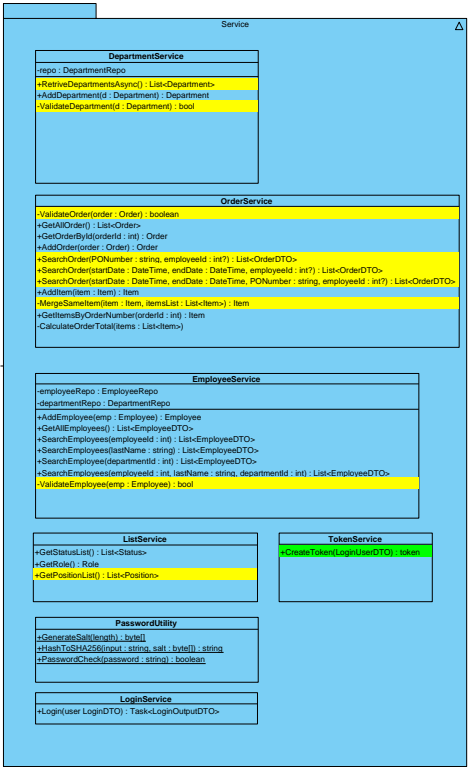 Service
DepartmentService
-repo : DepartmentRepo
+RetriveDepartmentsAsync() : List<Department>
+AddDepartment(d : Department) : Department
-ValidateDepartment(d : Department) : bool
OrderService
-ValidateOrder(order : Order) : boolean
+GetAllOrder() : List<Order>
+GetOrderById(orderId : int) : Order
+AddOrder(order : Order) : Order
+SearchOrder(PONumber : string, employeeId : int?) : List<OrderDTO>
+SearchOrder(startDate : DateTime, endDate : DateTime, employeeId : int?) : List<OrderDTO>
+SearchOrder(startDate : DateTime, endDate : DateTime, PONumber : string, employeeId : int?) : List<OrderDTO>
+AddItem(item : Item) : Item
-MergeSameItem(item : Item, itemsList : List<Item>) : Item
+GetItemsByOrderNumber(orderId : int) : Item
-CalculateOrderTotal(items : List<Item>)
EmployeeService
-employeeRepo : EmployeeRepo
-departmentRepo : DepartmentRepo
+AddEmployee(emp : Employee) : Employee
+GetAllEmployees() : List<EmployeeDTO>
+SearchEmployees(employeeId : int) : List<EmployeeDTO>
+SearchEmployees(lastName : string) : List<EmployeeDTO>
+SearchEmployee(departmentId : int) : List<EmployeeDTO>
+SearchEmployees(employeeId : int, lastName : string, departmentId : int) : List<EmployeeDTO>
-ValidateEmployee(emp : Employee) : bool
ListService
+GetStatusList() : List<Status>
+GetRole() : Role
+GetPositionList() : List<Position>
TokenService
+CreateToken(LoginUserDTO) : token
PasswordUtility
+GenerateSalt(length) : byte[]
+HashToSHA256(input : string, salt : byte[]) : string
+PasswordCheck(password : string) : boolean
LoginService
+Login(user LoginDTO) : Task<LoginOutputDTO>